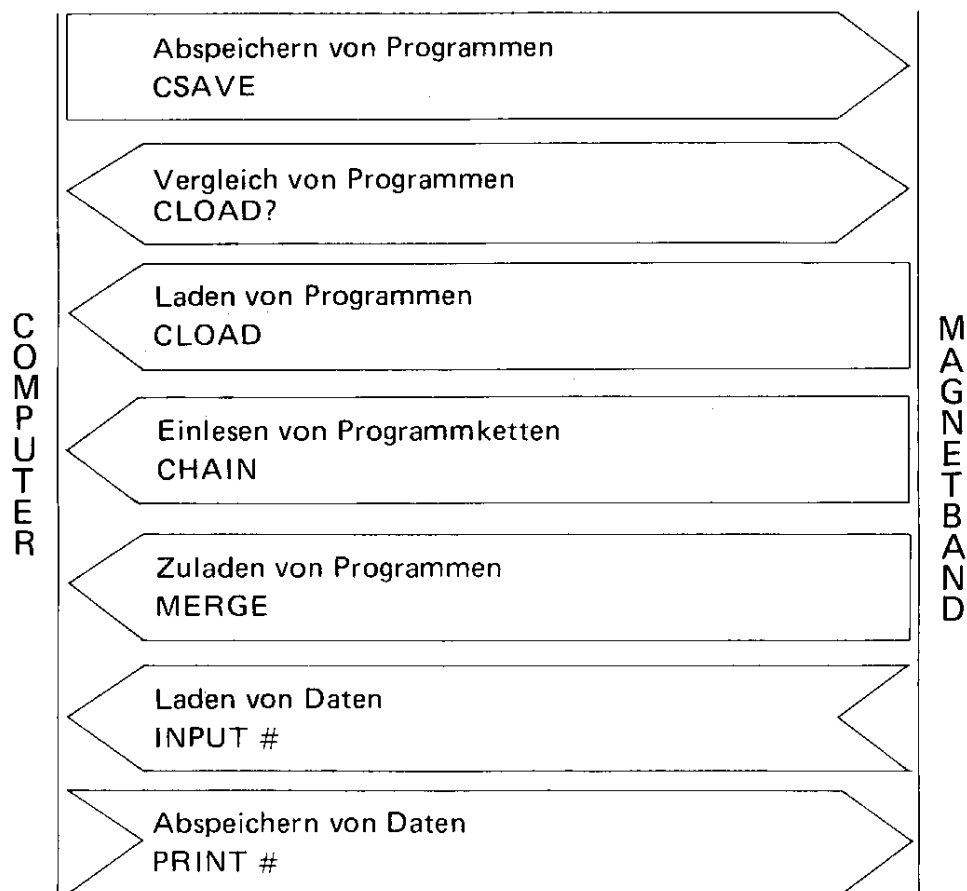 Abspeichern von Programmen
CSAVE
Vergleich von Programmen
CLOAD?
Laden von Programmen
CLOAD
Einlesen von Programmketten
CHAIN
Zuladen von Programmen
MERGE
Laden von Daten
INPUT #
Abspeichern von Daten
PRINT #
COMPUTER
MAGNETBAND